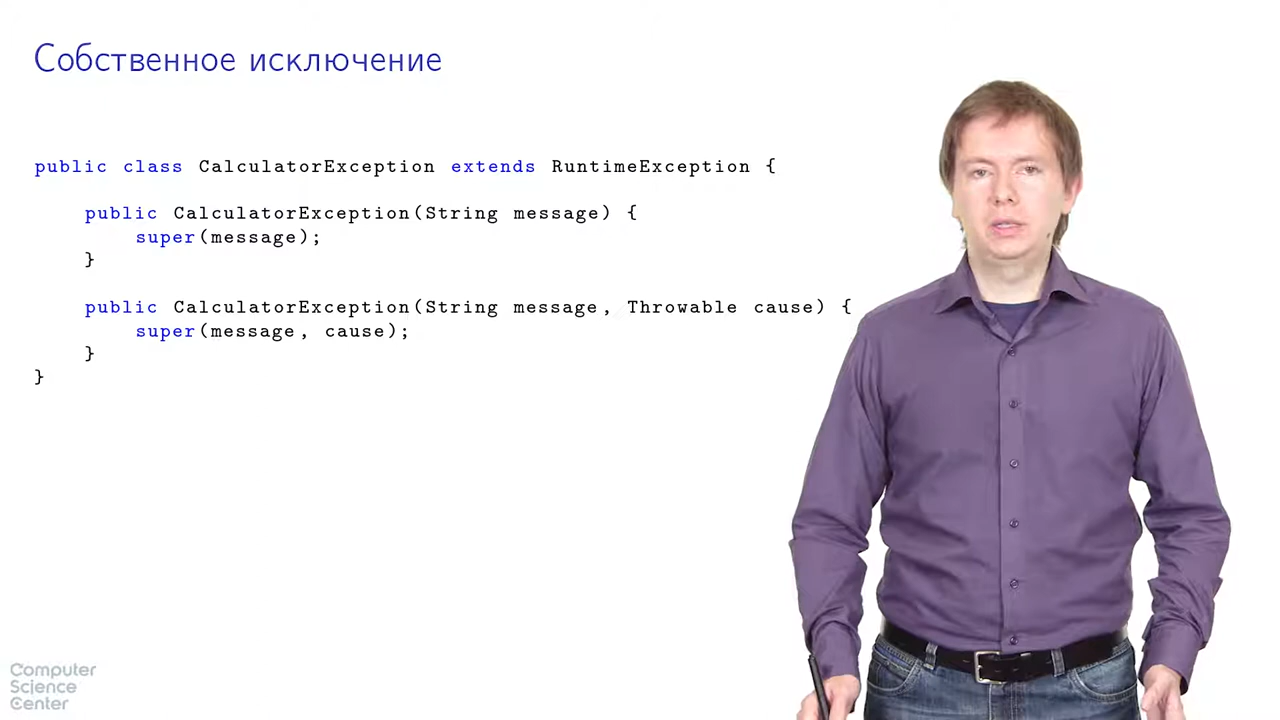 Собственное исключение
public class CalculatorException extends RuntimeException {
public CalculatorException(String message) {
super(message);
}
public CalculatorException(String message, Throwable cause) {
super(message, cause);
}
}
Computer
Science
Center